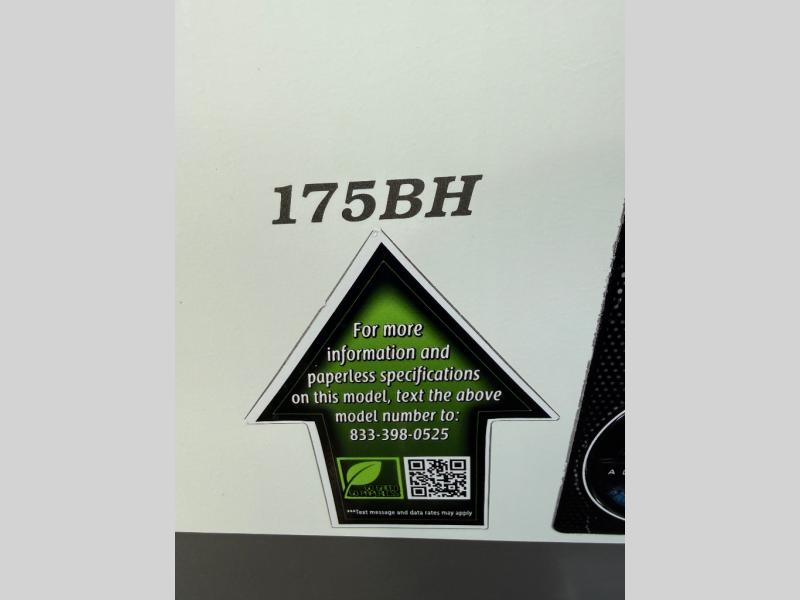 175BH
For more
information and
paperless specifications
on this model, text the above
model number to:
833-398-0525
***Text message and data rates may apply